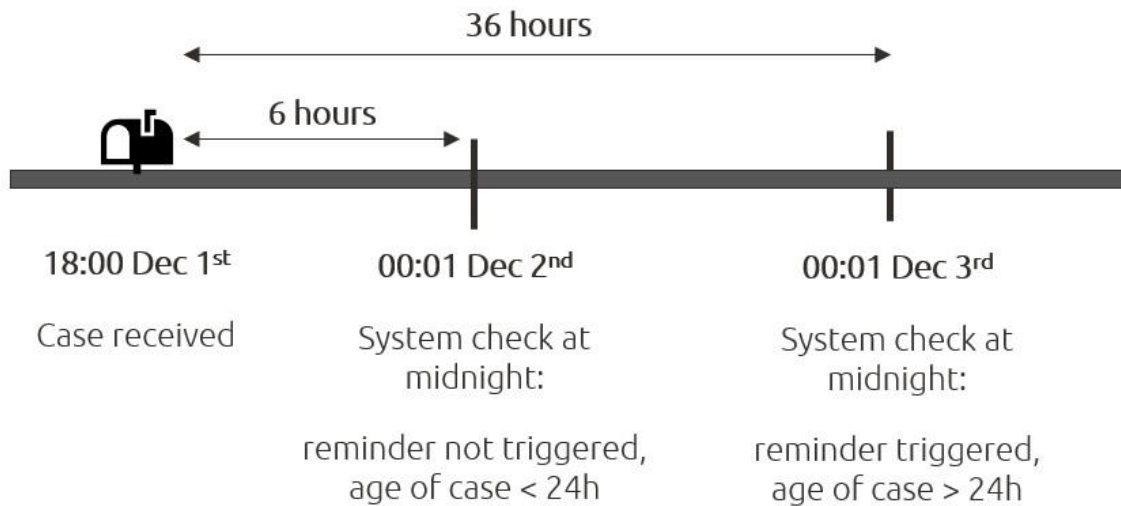 36 hours
6 hours
18:00 Dec 1st
00:01 Dec 2nd
00:01 Dec 3rd
Case received
System check at
midnight:
reminder not triggered,
age of case < 24h
System check at
midnight:
reminder triggered,
age of case > 24h